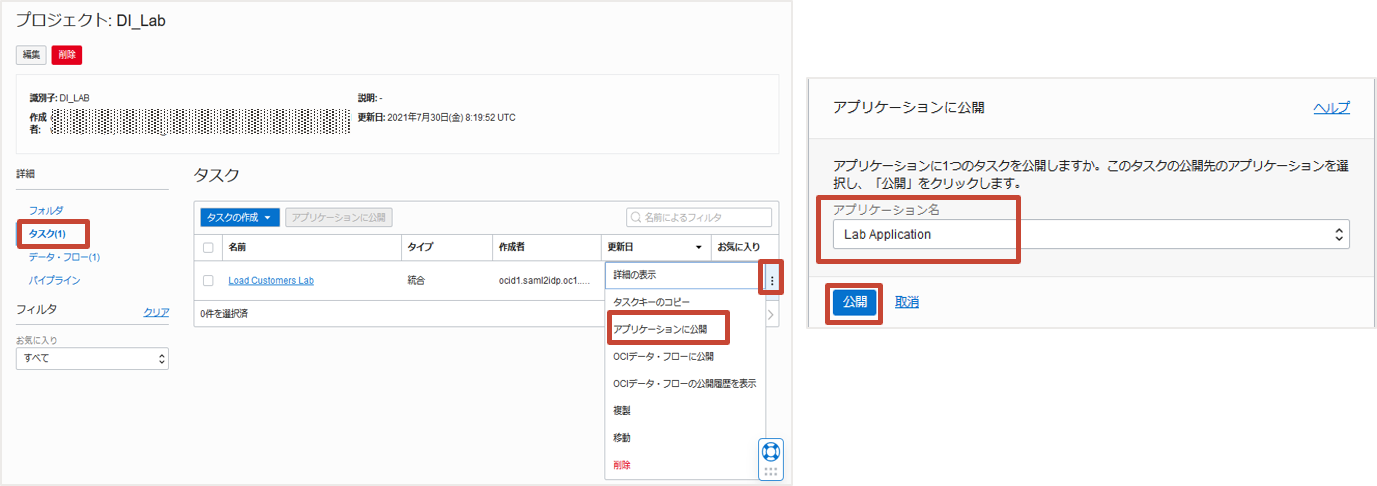 プロジェクト: DI_Lab
編集 削除
識別子: DI_LAB 説明: -
作成者: 更新日: 2021年7月30日(金) 8:19:52 UTC
詳細
フォルダ
タスク(1)
データ・フロー(1)
パイプライン
フィルタ クリア
お気に入り
すべて
タスク
タスクの作成 アプリケーションに公開 名前によるフィルタ
名前 タイプ 作成者 更新日 お気に入り
Load Customers Lab 統合 ocid1.saml2idp.oc1.....
0件を選択済
詳細の表示
タスクキーのコピー
アプリケーションに公開
OCIデータ・フローに公開
OCIデータ・フローの公開履歴を表示
複製
移動
削除
アプリケーションに公開 ヘルプ
アプリケーションに1つのタスクを公開しますか。このタスクの公開先のアプリケーションを選
択し、「公開」をクリックします。
アプリケーション名
Lab Application
公開 取消